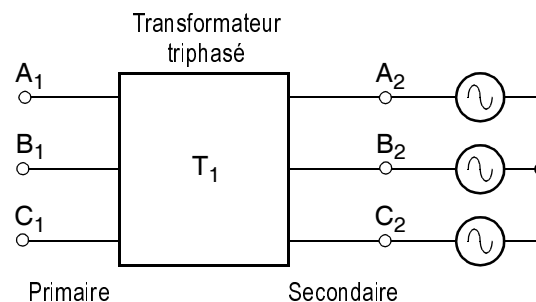 Transformateur
triphasé
A1
A2
B1
B2
T1
C1
C2
Primaire
Secondaire